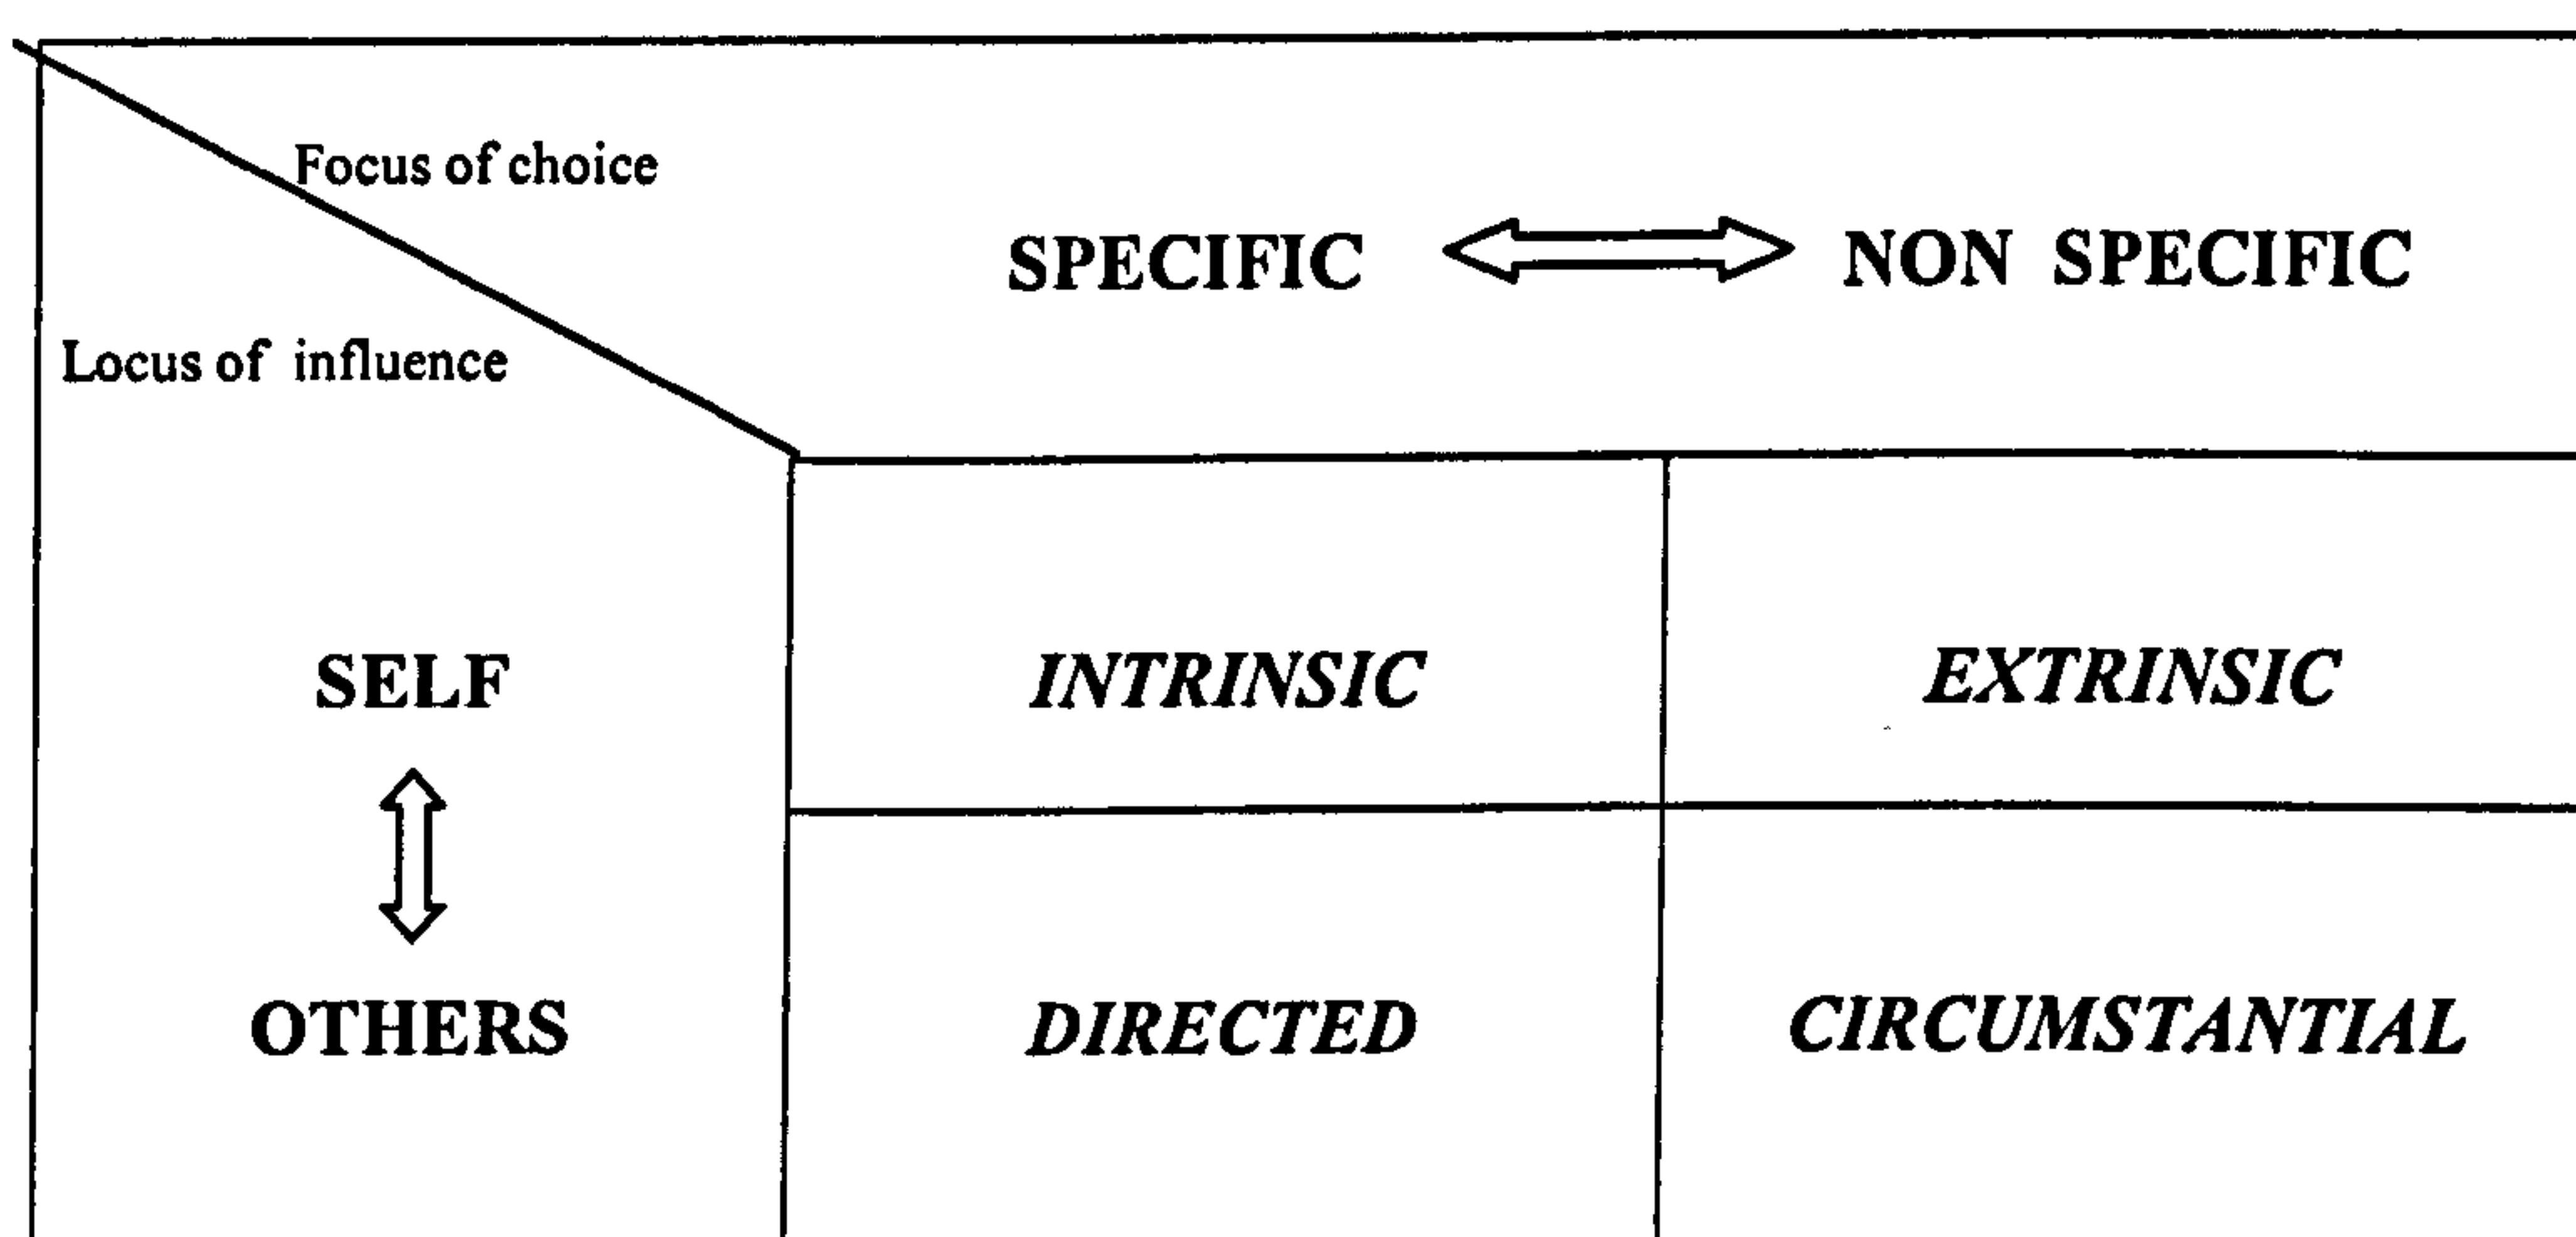 Focus of choice
SPECIFIC NON SPECIFIC
Locus of influence
SELF INTRINSIC EXTRINSIC
OTHERS DIRECTED CIRCUMSTANTIAL